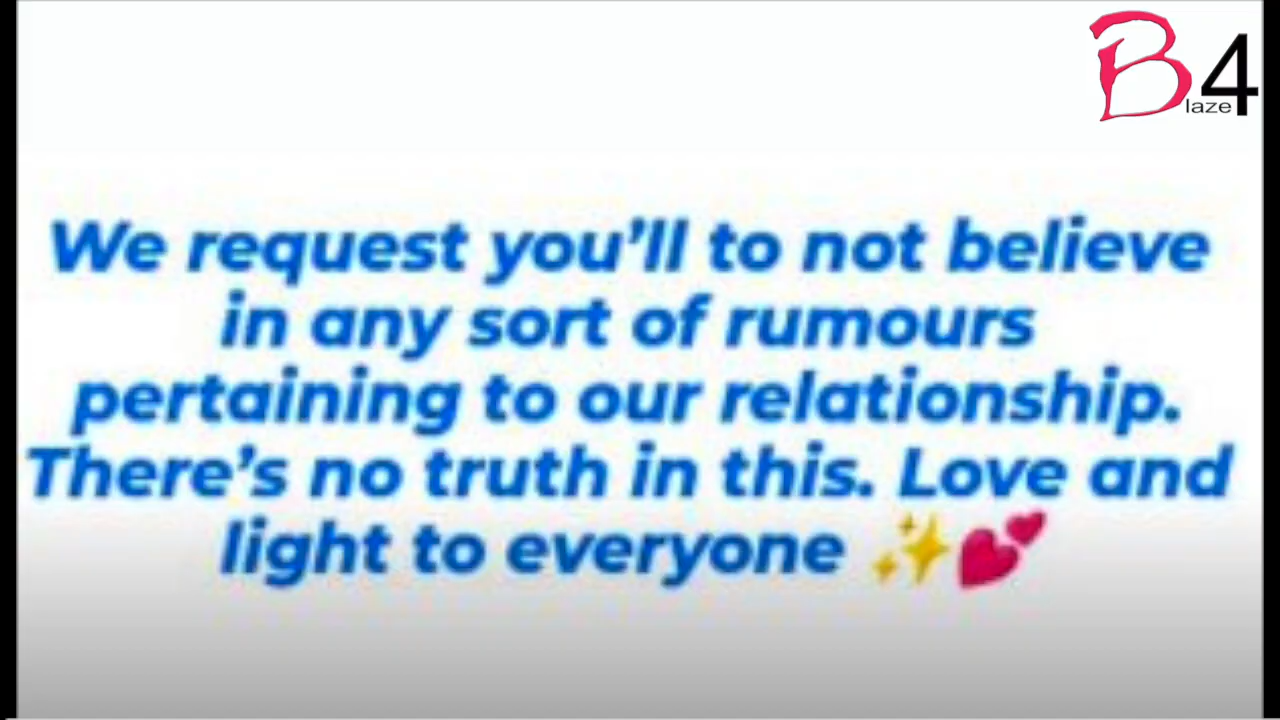 Blaze4
We request you'll to not believe
in any sort of rumours
pertaining to our relationship.
There's no truth in this. Love and
light to everyone ✨💕